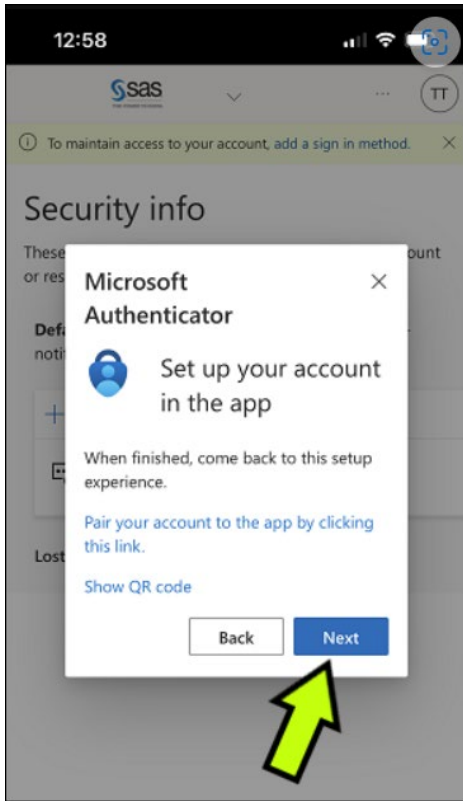 12:58
sas
TT
To maintain access to your account, add a sign in method.
Security info
These
ount
or res
Microsoft
Authenticator
Defa
noti
Set up your account
in the app
When finished, come back to this setup
experience.
Pair your account to the app by clicking
this link.
Lost
Show QR code
Back
Next